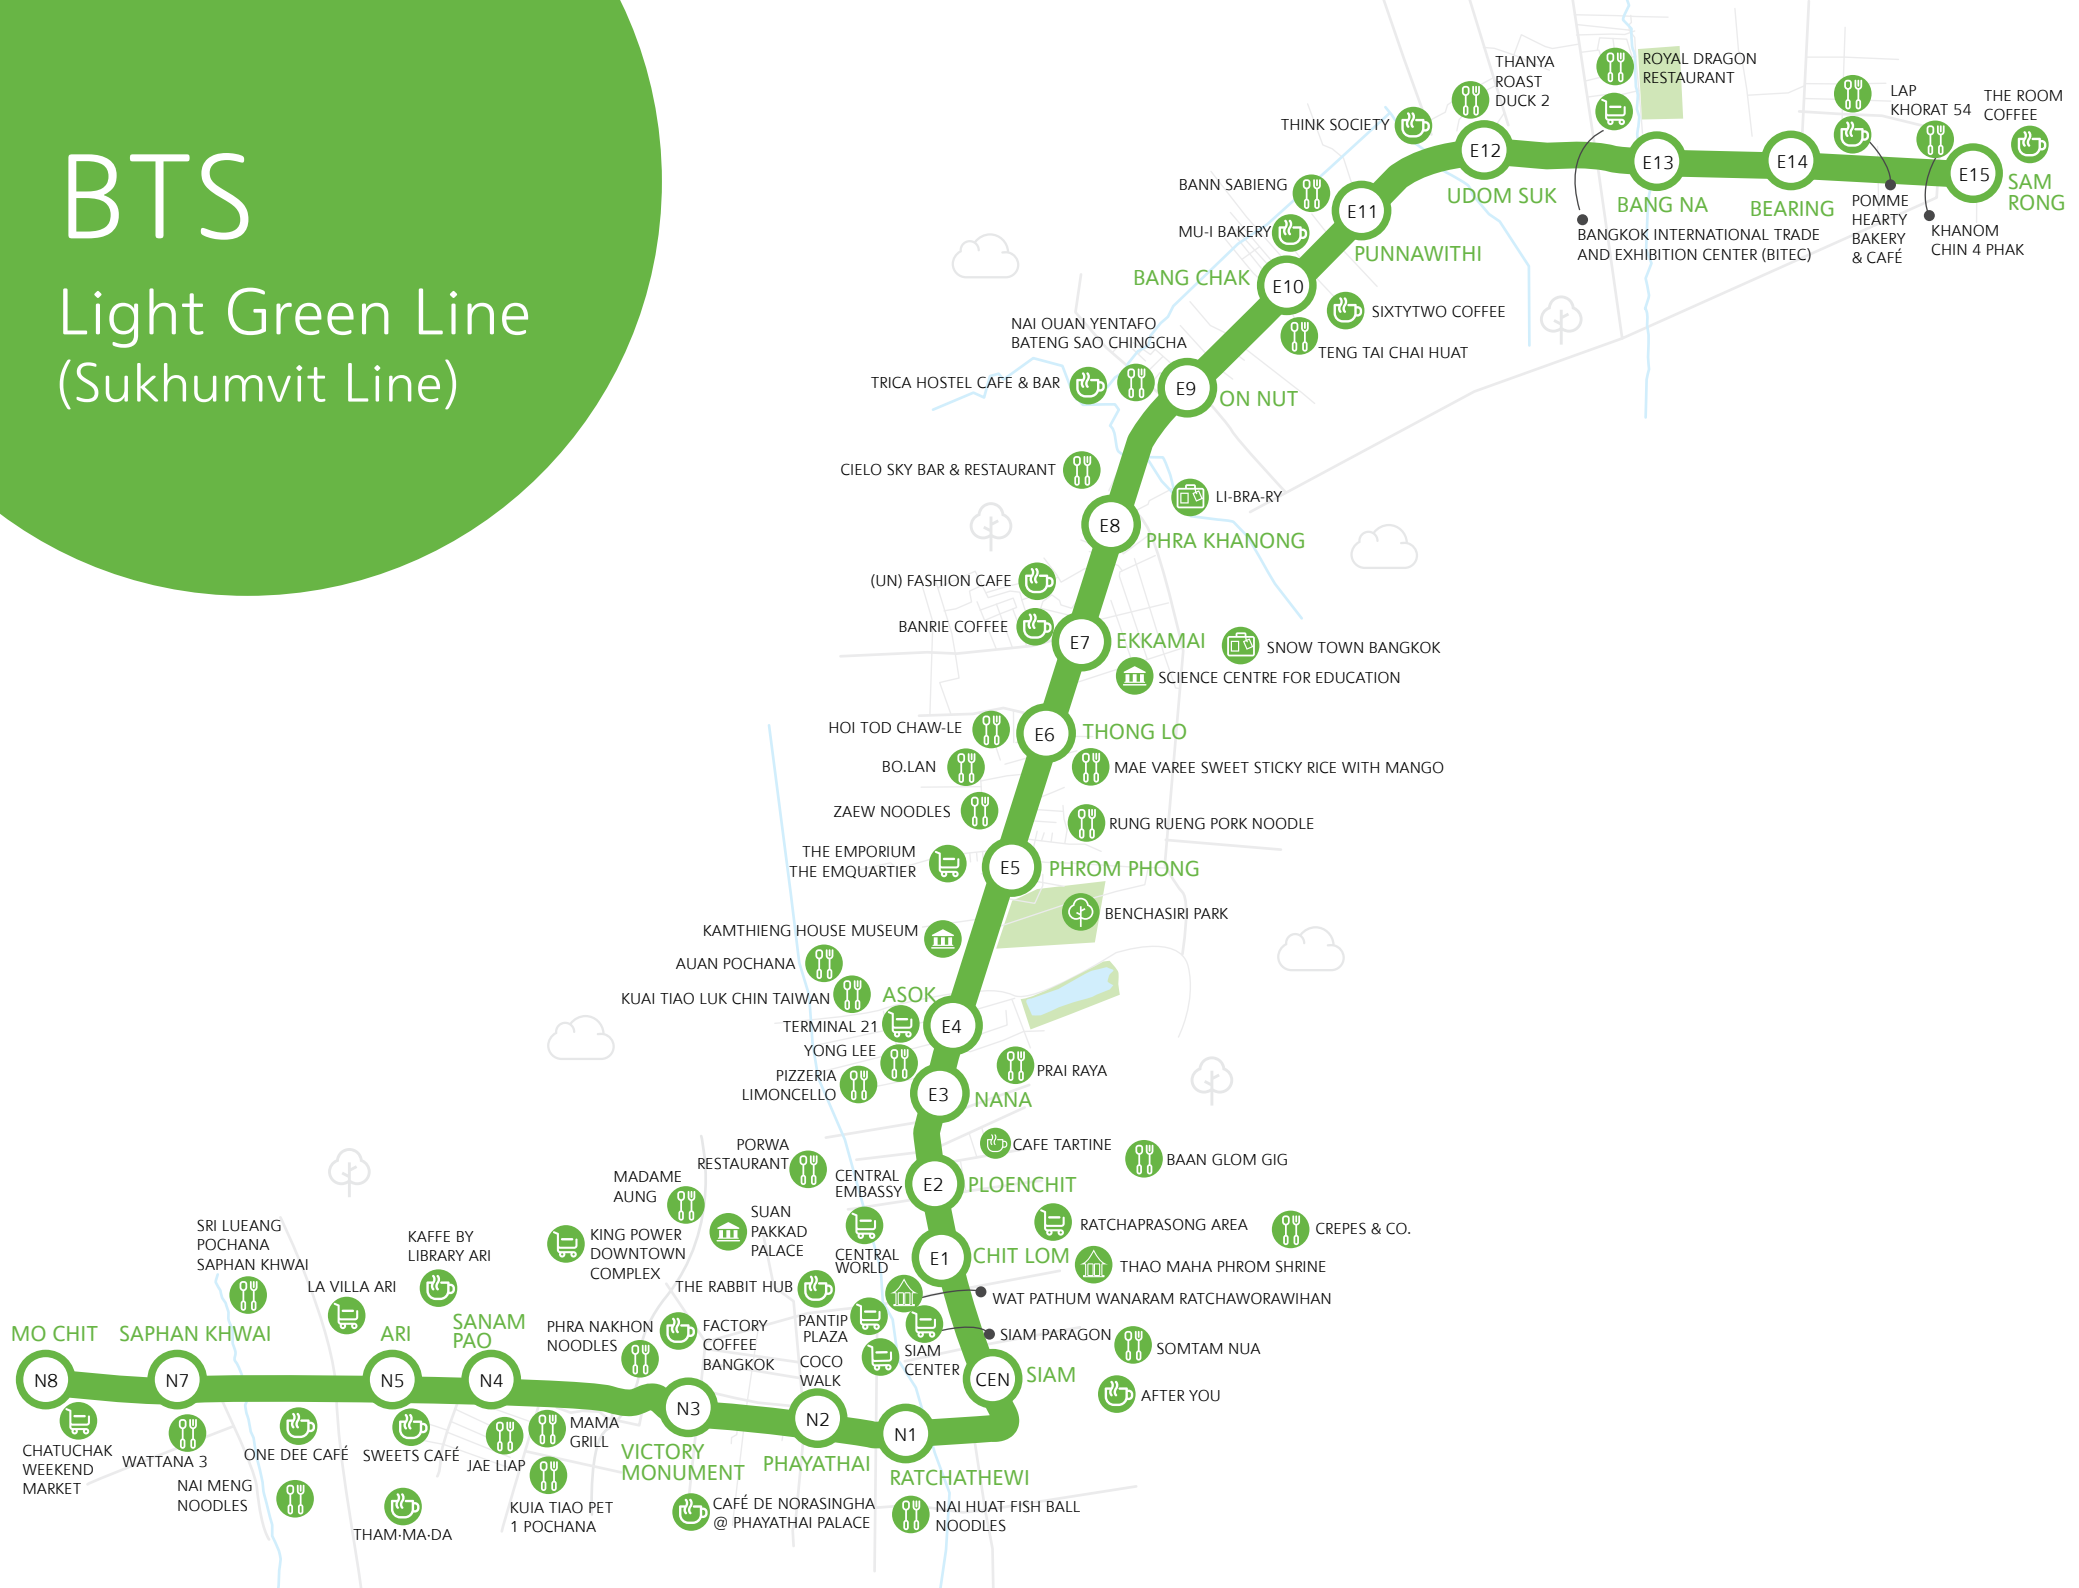 BTS
Light Green Line
(Sukhumvit Line)
THANYA
ROAST
DUCK 2
ROYAL DRAGON
RESTAURANT
LAP
KHORAT 54
THE ROOM
COFFEE
THINK SOCIETY
E12
E13
E14
E15
UDOM SUK
BANG NA
BEARING
SAM
RONG
BANGKOK INTERNATIONAL TRADE
AND EXHIBITION CENTER (BITEC)
POMME
HEARTY
BAKERY
& CAFÉ
KHANOM
CHIN 4 PHAK
BANN SABIENG
E11
PUNNAWITHI
MU-I BAKERY
BANG CHAK
E10
SIXTYTWO COFFEE
TENG TAI CHAI HUAT
NAI OUAN YENTAFO
BATENG SAO CHINGCHA
TRICA HOSTEL CAFE & BAR
E9
ON NUT
CIELO SKY BAR & RESTAURANT
LI-BRA-RY
E8
PHRA KHANONG
(UN) FASHION CAFE
BANRIE COFFEE
E7
EKKAMAI
SNOW TOWN BANGKOK
SCIENCE CENTRE FOR EDUCATION
HOI TOD CHAW-LE
E6
THONG LO
BO.LAN
MAE VAREE SWEET STICKY RICE WITH MANGO
ZAEW NOODLES
RUNG RUENG PORK NOODLE
THE EMPORIUM
THE EMQUARTIER
E5
PHROM PHONG
BENCHASIRI PARK
KAMTHIENG HOUSE MUSEUM
AUAN POCHANA
KUAI TIAO LUK CHIN TAIWAN
ASOK
TERMINAL 21
E4
YONG LEE
PIZZERIA
LIMONCELLO
PRAI RAYA
E3
NANA
PORWA
RESTAURANT
CAFE TARTINE
BAAN GLOM GIG
MADAME
AUNG
CENTRAL
EMBASSY
E2
PLOENCHIT
SUAN
PAKKAD
PALACE
RATCHAPRASONG AREA
CREPES & CO.
KING POWER
DOWNTOWN
COMPLEX
CENTRAL
WORLD
E1
CHIT LOM
THAO MAHA PHROM SHRINE
THE RABBIT HUB
WAT PATHUM WANARAM RATCHAWORAWIHAN
SRI LUEANG
POCHANA
SAPHAN KHWAI
KAFFE BY
LIBRARY ARI
LA VILLA ARI
PHRA NAKHON
NOODLES
FACTORY
COFFEE
BANGKOK
PANTIP
PLAZA
SIAM PARAGON
SIAM
CENTER
SOMTAM NUA
COCO
WALK
MO CHIT
SAPHAN KHWAI
ARI
SANAM
PAO
N8
N7
N5
N4
N3
N2
N1
CEN
SIAM
AFTER YOU
CHATUCHAK
WEEKEND
MARKET
WATTANA 3
ONE DEE CAFÉ
NAI MENG
NOODLES
SWEETS CAFÉ
THAM·MA·DA
JAE LIAP
MAMA
GRILL
KUIA TIAO PET
1 POCHANA
VICTORY
MONUMENT
PHAYATHAI
RATCHATHEWI
CAFÉ DE NORASINGHA
@ PHAYATHAI PALACE
NAI HUAT FISH BALL
NOODLES